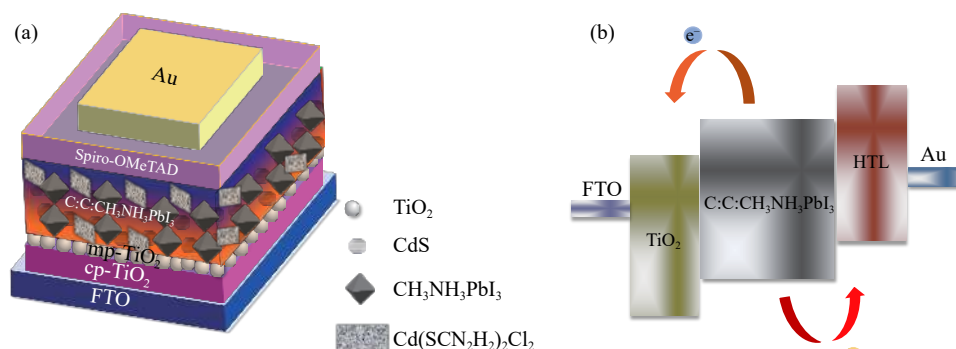 (a)
Au
Spiro-OMeTAD
C:C:CH₃NH₃PbI₃
mp-TiO₂
cp-TiO₂
FTO
TiO₂
CdS
CH₃NH₃PbI₃
Cd(SCN₂H₂)₂Cl₂
(b)
e⁻
FTO
TiO₂
C:C:CH₃NH₃PbI₃
HTL
Au